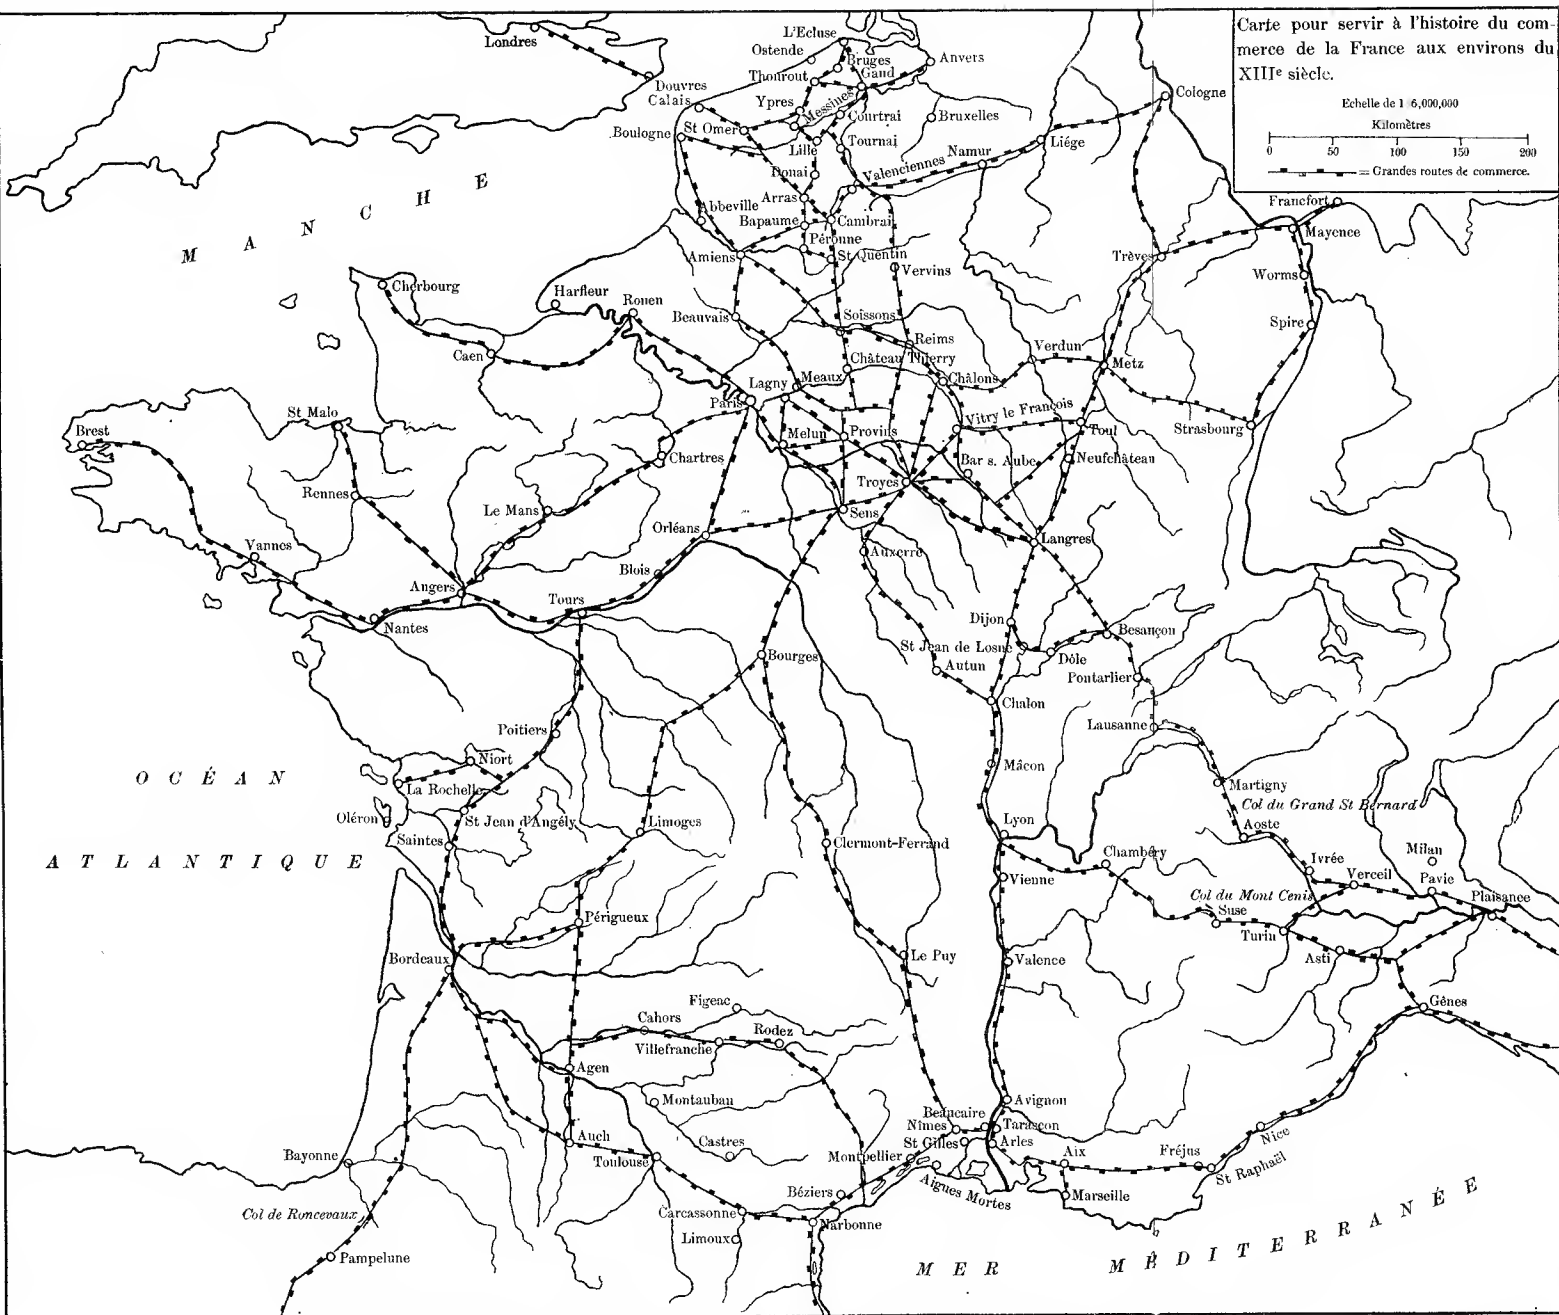 Carte pour servir à l'histoire du com-
merce de la France aux environs du
XIIIe siècle.
Echelle de 1 6,000,000
Kilomètres
0 50 100 150 200
= Grandes routes de commerce.
Londres
Douvres
Calais
L'Ecluse
Ostende
Bruges
Thourout
Gand
Anvers
Ypres
Messines
Courtrai
Bruxelles
Cologne
Boulogne
St Omer
Lille
Tournai
Liége
Namur
Valenciennes
Douai
Arras
Abbeville
Bapaume
Cambrai
Péronne
Amiens
St Quentin
Vervins
Francfort
Mayence
Trèves
Worms
Spire
MANCHE
Cherbourg
Harfleur
Rouen
Beauvais
Soissons
Reims
Caen
Château Thierry
Verdun
Metz
Lagny
Meaux
Châlons
Paris
Vitry le François
Strasbourg
St Malo
Brest
Melun
Provins
Toul
Chartres
Bar s. Aube
Neufchâteau
Rennes
Troyes
Le Mans
Sens
Orléans
Langres
Vannes
Auxerre
Blois
Angers
Tours
Nantes
Dijon
Besançon
St Jean de Losne
Dôle
Bourges
Autun
Pontarlier
Chalon
Lausanne
Poitiers
Niort
Mâcon
OCÉAN
ATLANTIQUE
La Rochelle
Martigny
Col du Grand St Bernard
Oléron
St Jean d'Angély
Limoges
Lyon
Aoste
Saintes
Clermont-Ferrand
Chambéry
Ivrée
Milan
Vienne
Verceil
Pavie
Col du Mont Cenis
Plaisance
Suse
Périgueux
Turin
Bordeaux
Le Puy
Valence
Asti
Figeac
Gênes
Cahors
Rodez
Villefranche
Agen
Montauban
Avignon
Beaucaire
Nîmes
Tarascon
Auch
Castres
St Gilles
Arles
Bayonne
Toulouse
Montpellier
Aix
Fréjus
Nice
St Raphaël
Aigues Mortes
Béziers
Marseille
Col de Roncevaux
Carcassonne
Narbonne
Limoux
Pampelune
MER MÉDITERRANÉE